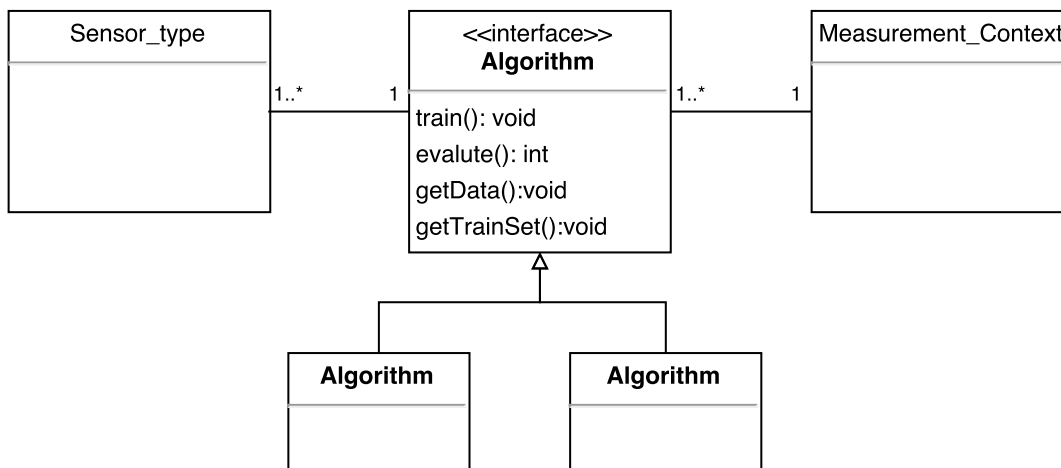 Sensor_type
<<interface>>
Algorithm
Measurement_Context
1..*
1
1..*
1
train(): void
evalute(): int
getData():void
getTrainSet():void
Algorithm
Algorithm